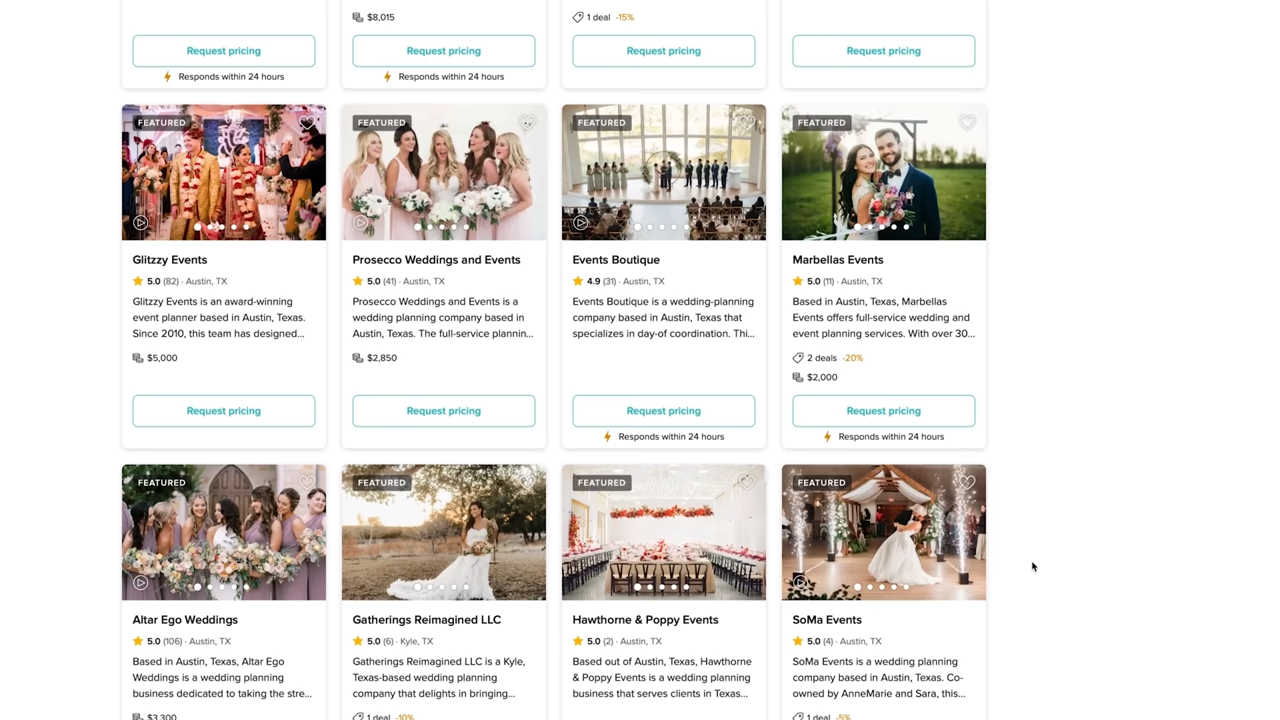 $8,015
1 deal -15%
Request pricing
Request pricing
Request pricing
Request pricing
Responds within 24 hours
Responds within 24 hours
FEATURED
FEATURED
FEATURED
FEATURED
Glitzzy Events
5.0 (82) · Austin, TX
Glitzzy Events is an award-winning
event planner based in Austin, Texas.
Since 2010, this team has designed...
$5,000
Request pricing
Prosecco Weddings and Events
5.0 (41) · Austin, TX
Prosecco Weddings and Events is a
wedding planning company based in
Austin, Texas. The full-service plannin...
$2,850
Request pricing
Events Boutique
4.9 (31) · Austin, TX
Events Boutique is a wedding-planning
company based in Austin, Texas that
specializes in day-of coordination. Thi...
Request pricing
Responds within 24 hours
Marbellas Events
5.0 (11) · Austin, TX
Based in Austin, Texas, Marbellas
Events offers full-service wedding and
event planning services. With over 30...
2 deals -20%
$2,000
Request pricing
Responds within 24 hours
FEATURED
FEATURED
FEATURED
FEATURED
Altar Ego Weddings
5.0 (106) · Austin, TX
Based in Austin, Texas, Altar Ego
Weddings is a wedding planning
business dedicated to taking the stre...
$3,300
Gatherings Reimagined LLC
5.0 (6) · Kyle, TX
Gatherings Reimagined LLC is a Kyle,
Texas-based wedding planning
company that delights in bringing...
1 deal -10%
Hawthorne & Poppy Events
5.0 (2) · Austin, TX
Based out of Austin, Texas, Hawthorne
& Poppy Events is a wedding planning
business that serves clients in Texas...
SoMa Events
5.0 (4) · Austin, TX
SoMa Events is a wedding planning
company based in Austin, Texas. Co-
owned by AnneMarie and Sara, this...
1 deal -5%